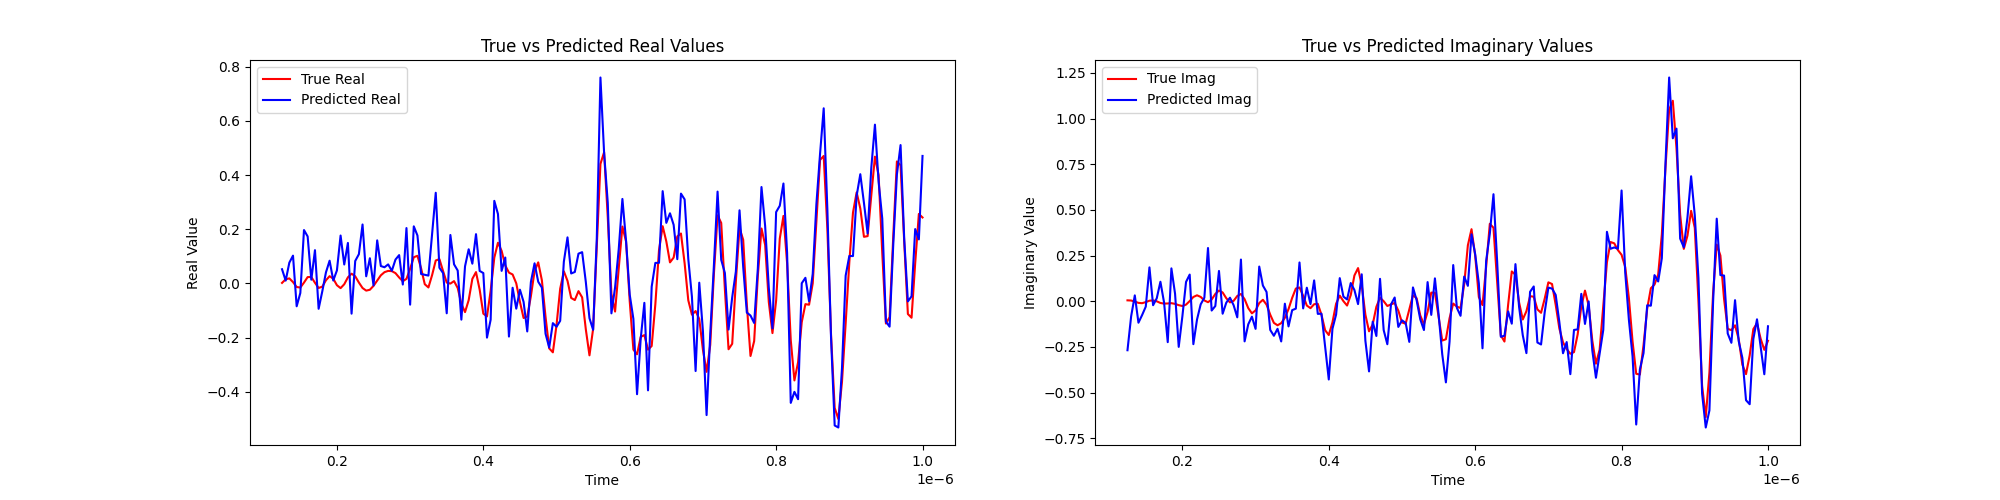 True vs Predicted Real Values
True Real
Predicted Real
Real Value
0.8
0.6
0.4
0.2
0.0
−0.2
−0.4
0.2
0.4
0.6
0.8
1.0
1e−6
Time
True vs Predicted Imaginary Values
True Imag
Predicted Imag
Imaginary Value
1.25
1.00
0.75
0.50
0.25
0.00
−0.25
−0.50
−0.75
0.2
0.4
0.6
0.8
1.0
1e−6
Time